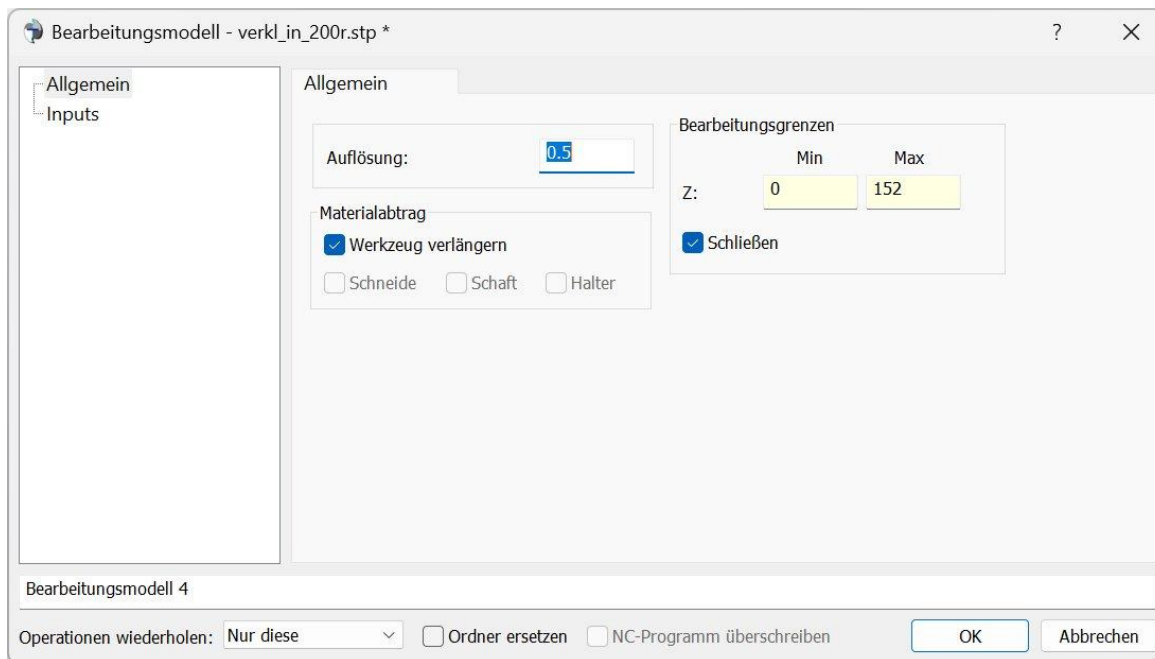 Bearbeitungsmodell - verkl_in_200r.stp *
?
Allgemein
Inputs
Allgemein
Auflösung:
0.5
Materialabtrag
Werkzeug verlängern
Schneide Schaft Halter
Bearbeitungsgrenzen
Min Max
Z: 0 152
Schließen
Bearbeitungsmodell 4
Operationen wiederholen: Nur diese Ordner ersetzen NC-Programm überschreiben OK Abbrechen